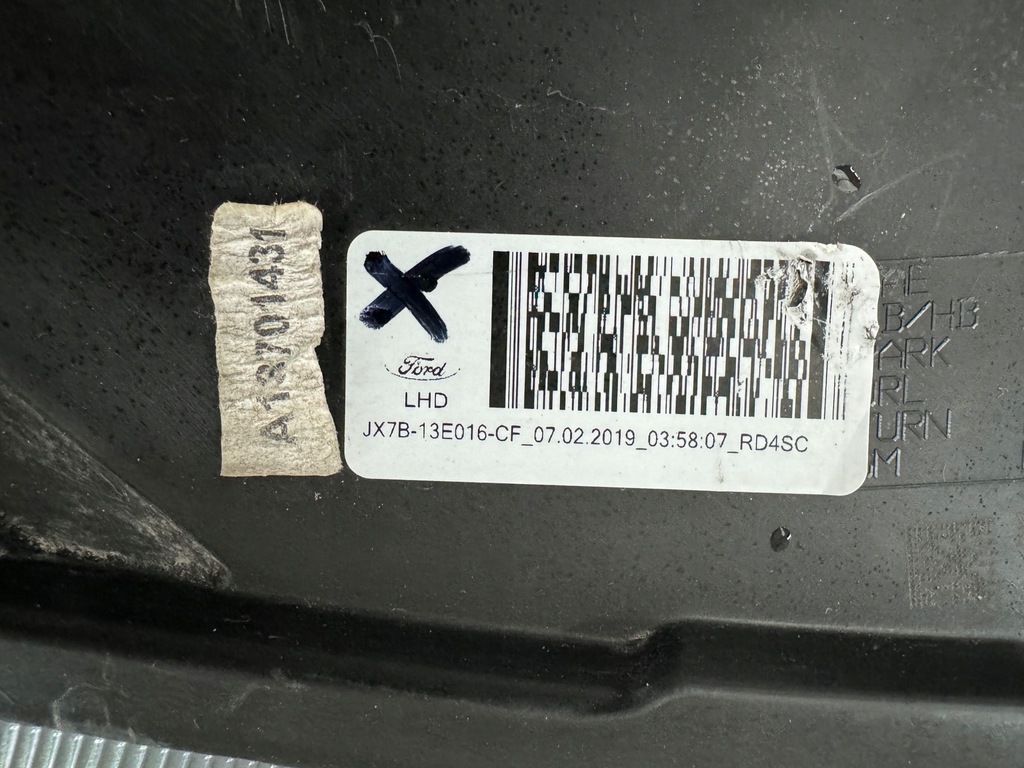 A13701431
Ford
LHD
JX7B-13E016-CF_07.02.2019_03:58:07_RD4SC
B/HB
ARK
RL
URN
M